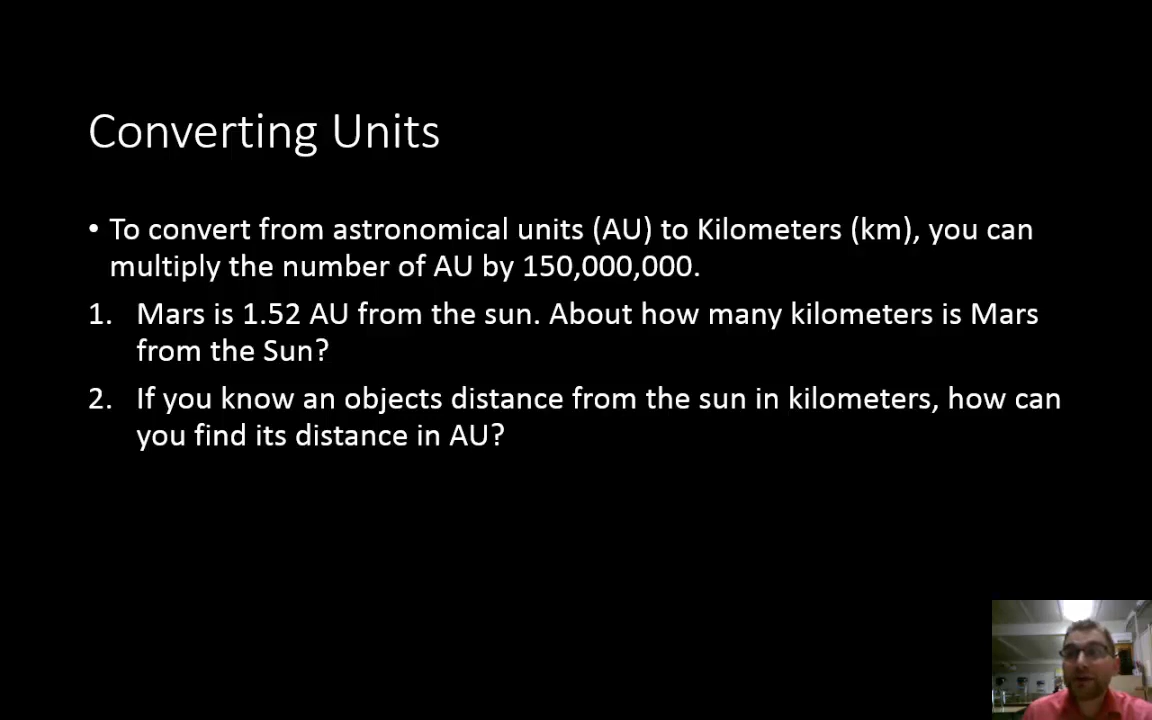 Converting Units
• To convert from astronomical units (AU) to Kilometers (km), you can
multiply the number of AU by 150,000,000.
1. Mars is 1.52 AU from the sun. About how many kilometers is Mars
from the Sun?
2. If you know an objects distance from the sun in kilometers, how can
you find its distance in AU?